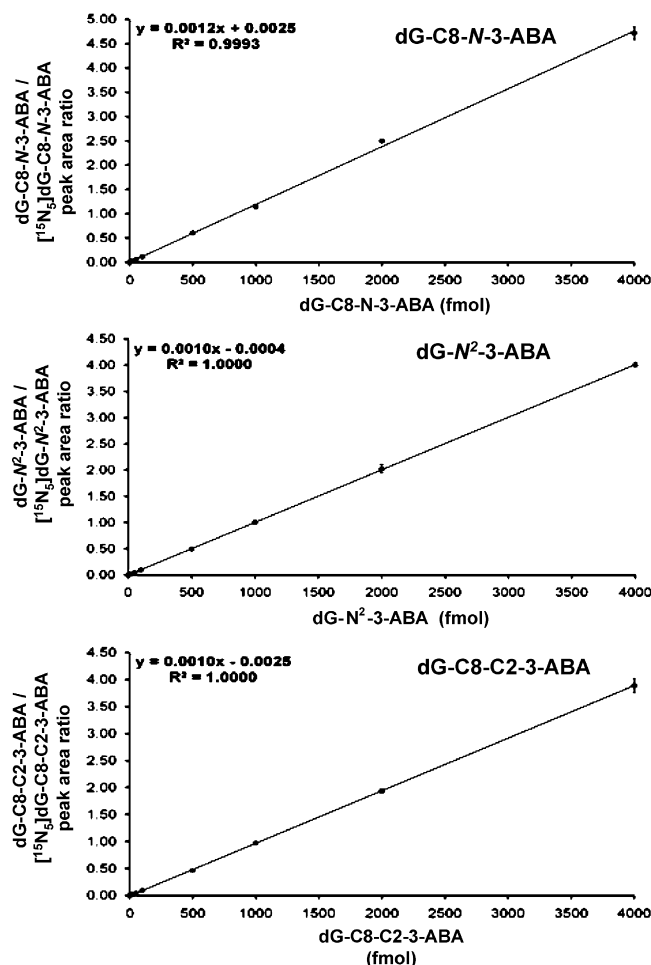 y = 0.0012x + 0.0025
R² = 0.9993
dG-C8-N-3-ABA
dG-C8-N-3-ABA /
[¹⁵N₅]dG-C8-N-3-ABA
peak area ratio
5.00
4.50
4.00
3.50
3.00
2.50
2.00
1.50
1.00
0.50
0.00
0 500 1000 1500 2000 2500 3000 3500 4000
dG-C8-N-3-ABA (fmol)
y = 0.0010x - 0.0004
R² = 1.0000
dG-N²-3-ABA
dG-N²-3-ABA /
[¹⁵N₅]dG-N²-3-ABA
peak area ratio
4.50
4.00
3.50
3.00
2.50
2.00
1.50
1.00
0.50
0.00
0 500 1000 1500 2000 2500 3000 3500 4000
dG-N²-3-ABA (fmol)
y = 0.0010x - 0.0025
R² = 1.0000
dG-C8-C2-3-ABA
dG-C8-C2-3-ABA /
[¹⁵N₅]dG-C8-C2-3-ABA
peak area ratio
4.50
4.00
3.50
3.00
2.50
2.00
1.50
1.00
0.50
0.00
0 500 1000 1500 2000 2500 3000 3500 4000
dG-C8-C2-3-ABA
(fmol)